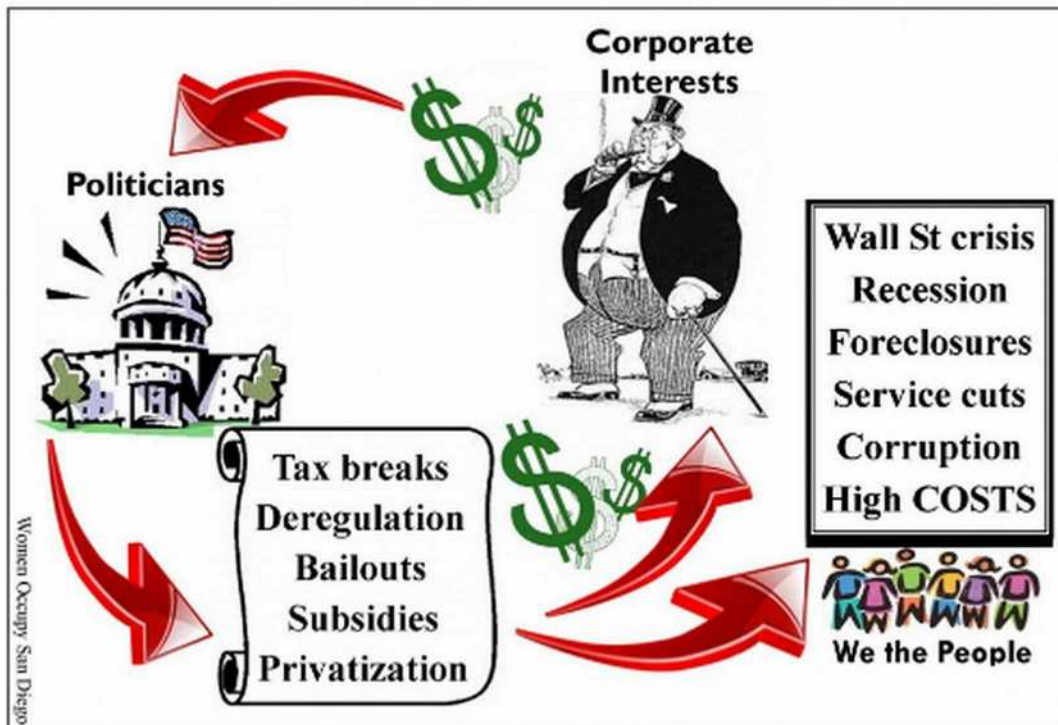 Corporate
Interests
$
$
$
Politicians
Wall St crisis
Recession
Foreclosures
Service cuts
Corruption
High COSTS
$
$
$
Tax breaks
Deregulation
Bailouts
Subsidies
Privatization
We the People
Women Occupy San Diego